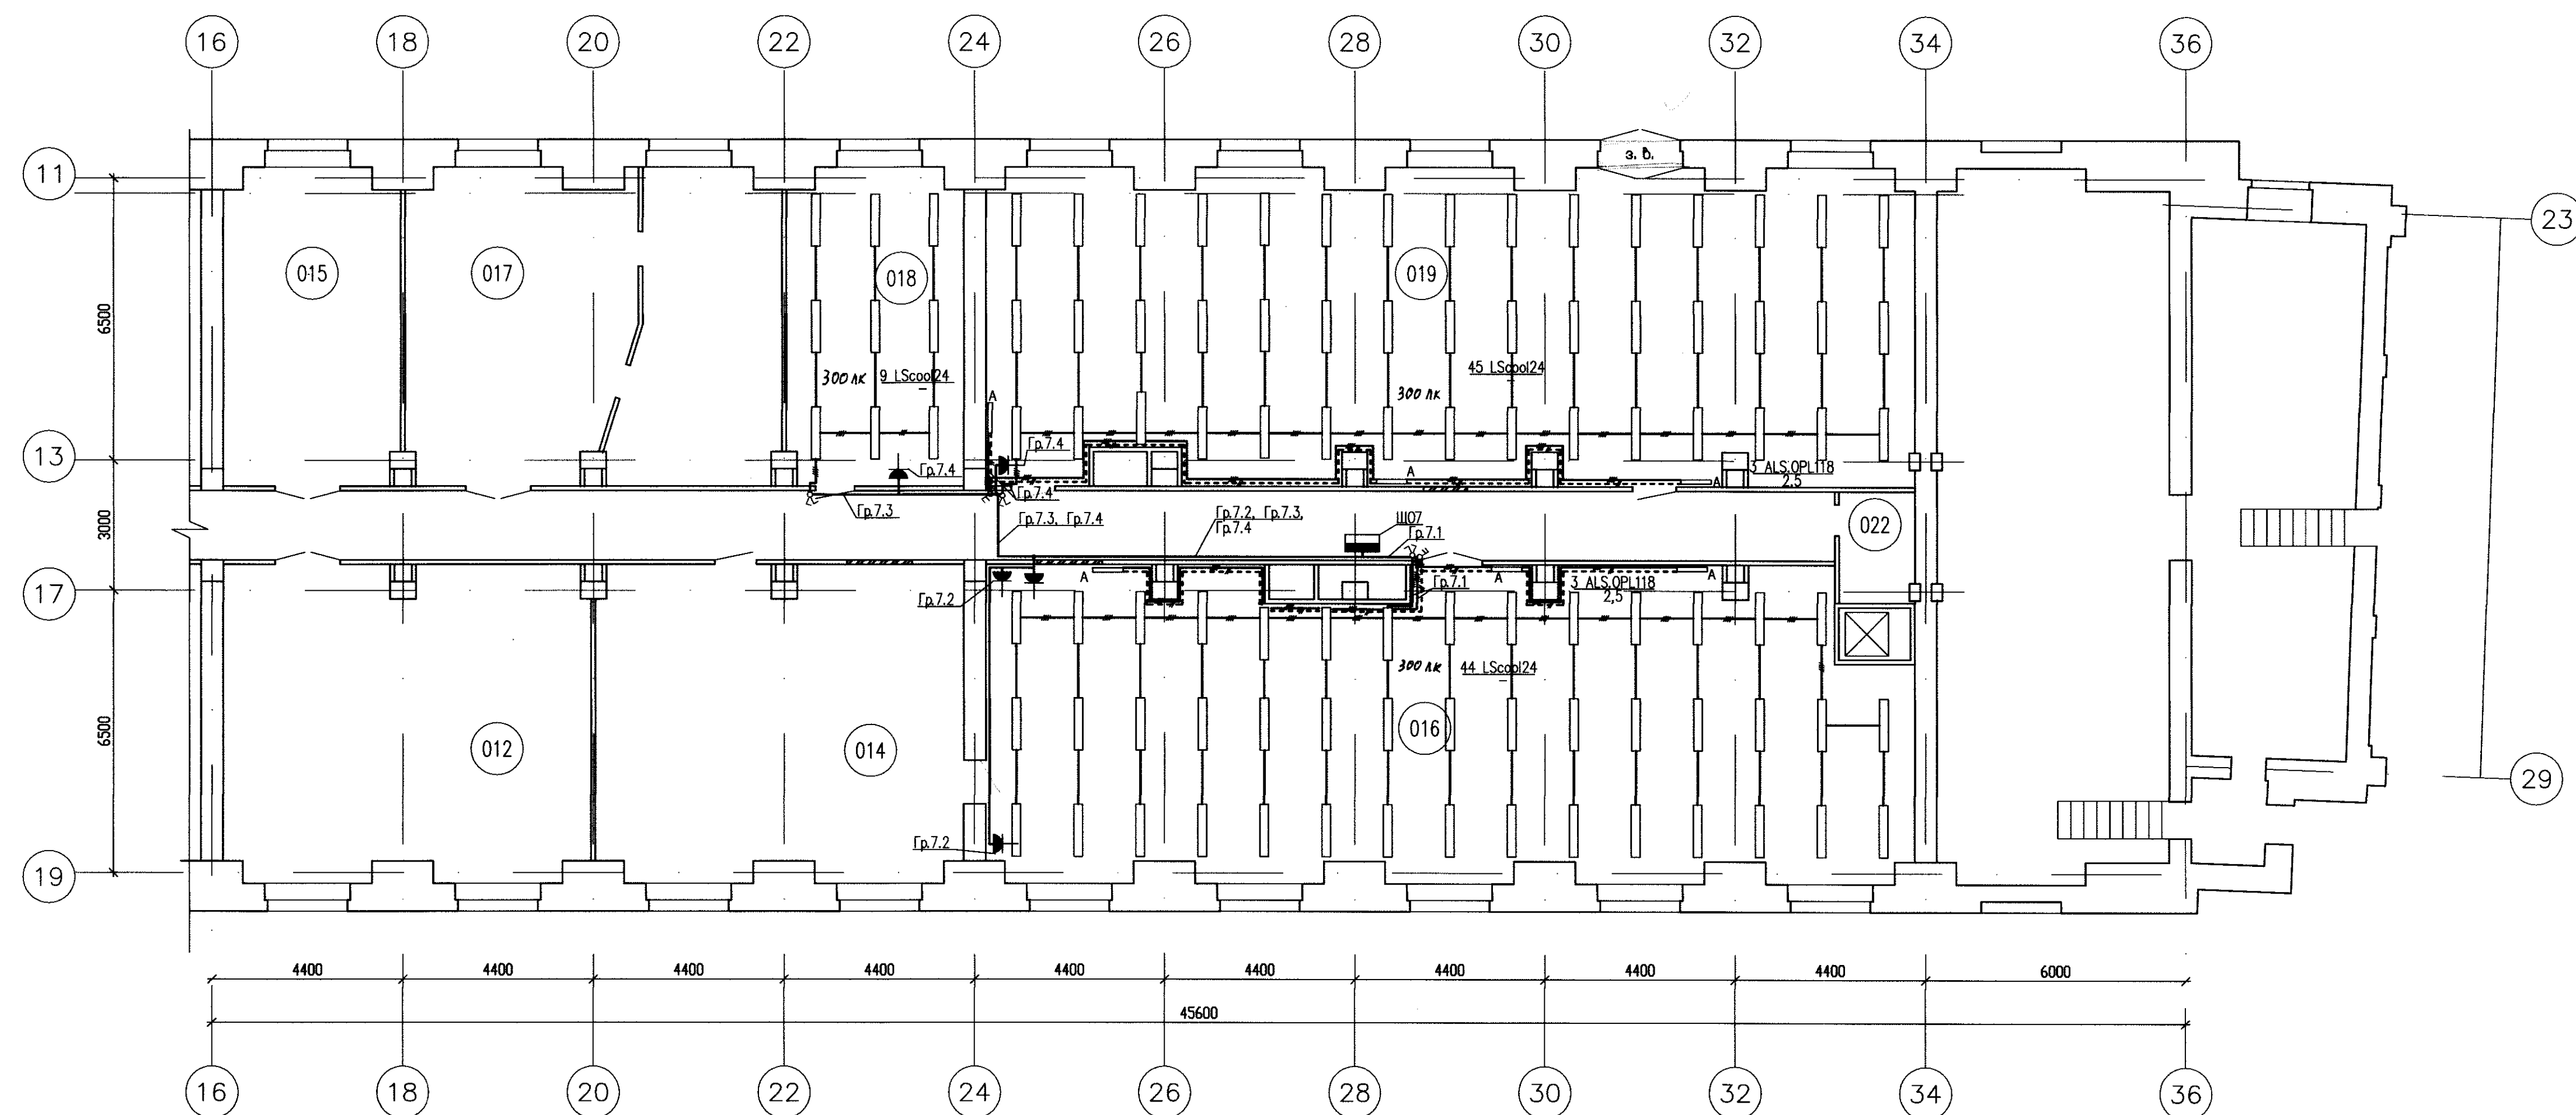 16 18 20 22 24 26 28 30 32 34 36
11
з. в.
23
6500
015
017
018
019
300 лк 9 LScool24
45 LScool24
300 лк
А
Гр.7.4
13
Гр.7.4
А
3 ALS.OPL118
2,5
А
Гр.7.4
Гр.7.3
3000
Гр.7.3, Гр.7.4
Гр.7.2, Гр.7.3,
Гр.7.4
ЩО7
Гр.7.1
022
17
А
Гр.7.2
Гр.7.1
А
3 ALS.OPL118
2,5
А
300 лк 44 LScool24
6500
012
014
016
29
Гр.7.2
19
4400 4400 4400 4400 4400 4400 4400 4400 4400 6000
45600
16 18 20 22 24 26 28 30 32 34 36